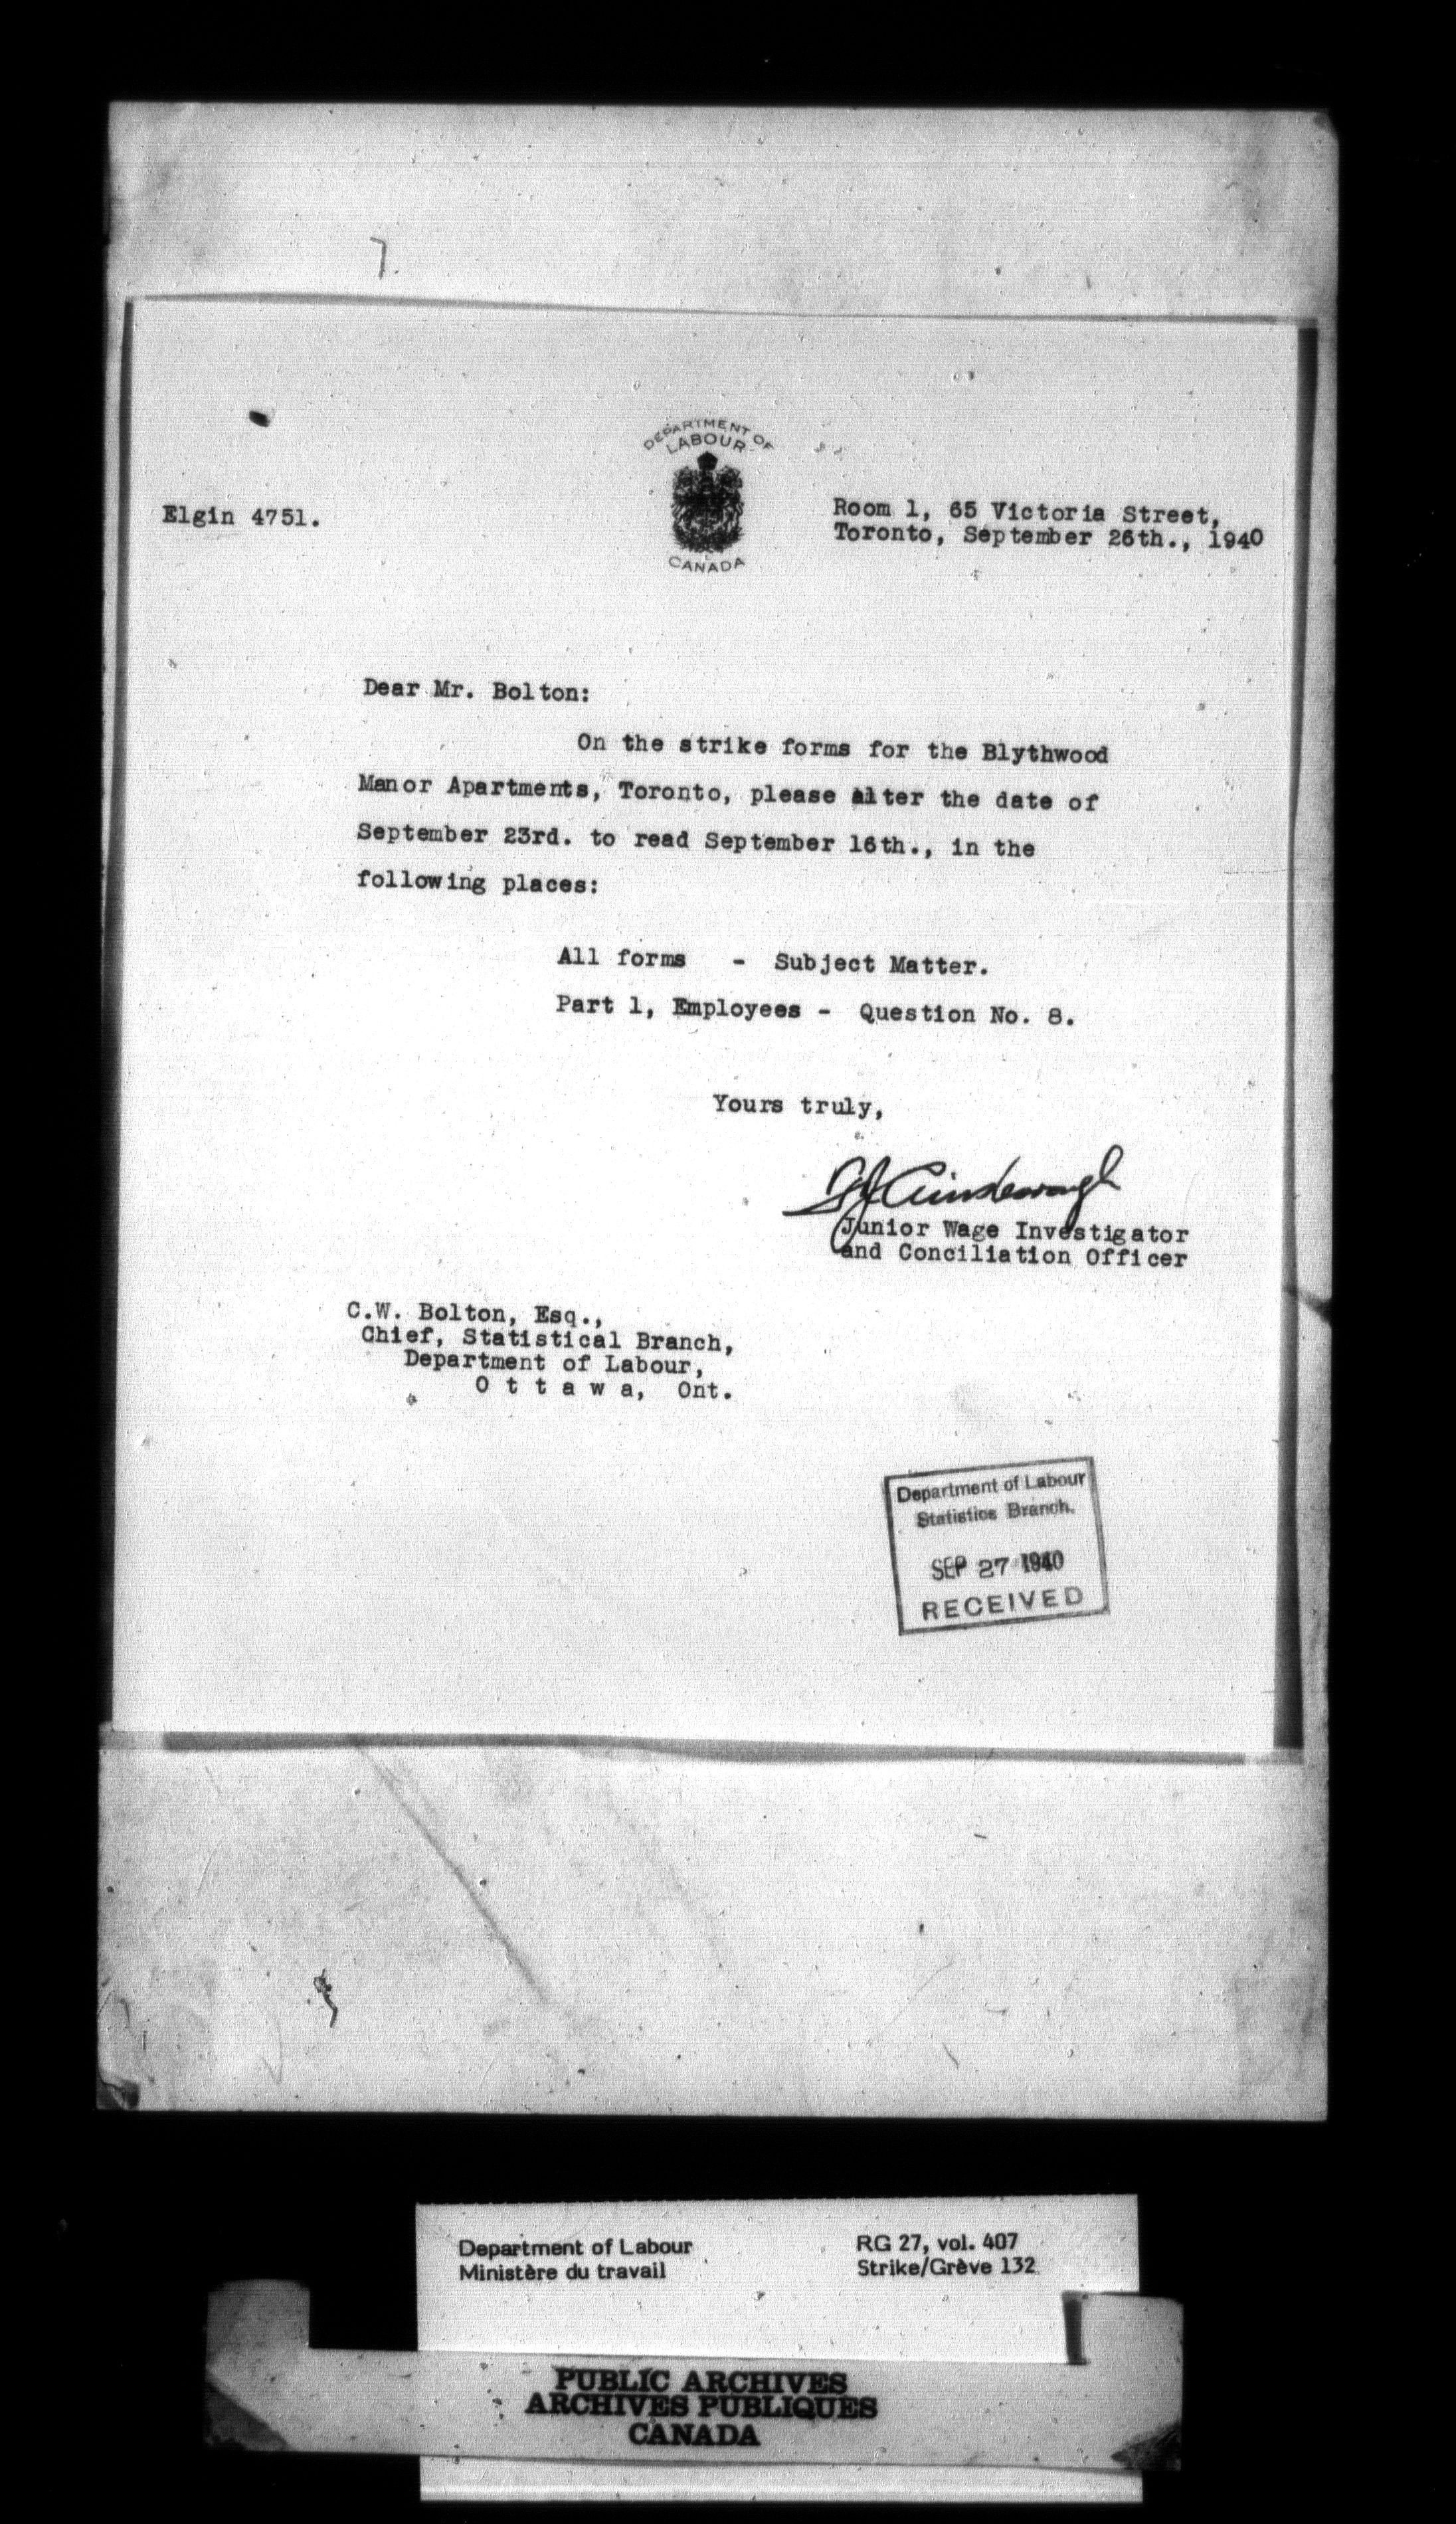 7.
DEPARTMENT OF
LABOUR
CANADA
Elgin 4751.
Room 1, 65 Victoria Street,
Toronto, September 26th., 1940
Dear Mr. Bolton:
On the strike forms for the Blythwood
Manor Apartments, Toronto, please alter the date of
September 23rd. to read September 16th., in the
following places:
All forms - Subject Matter.
Part 1, Employees - Question No. 8.
Yours truly,
Junior Wage Investigator
and Conciliation Officer
C.W. Bolton, Esq.,
Chief, Statistical Branch,
Department of Labour,
O t t a w a, Ont.
Department of Labour
Statistics Branch.
SEP 27 1940
RECEIVED
Department of Labour
Ministère du travail
RG 27, vol. 407
Strike/Grève 132
PUBLIC ARCHIVES
ARCHIVES PUBLIQUES
CANADA